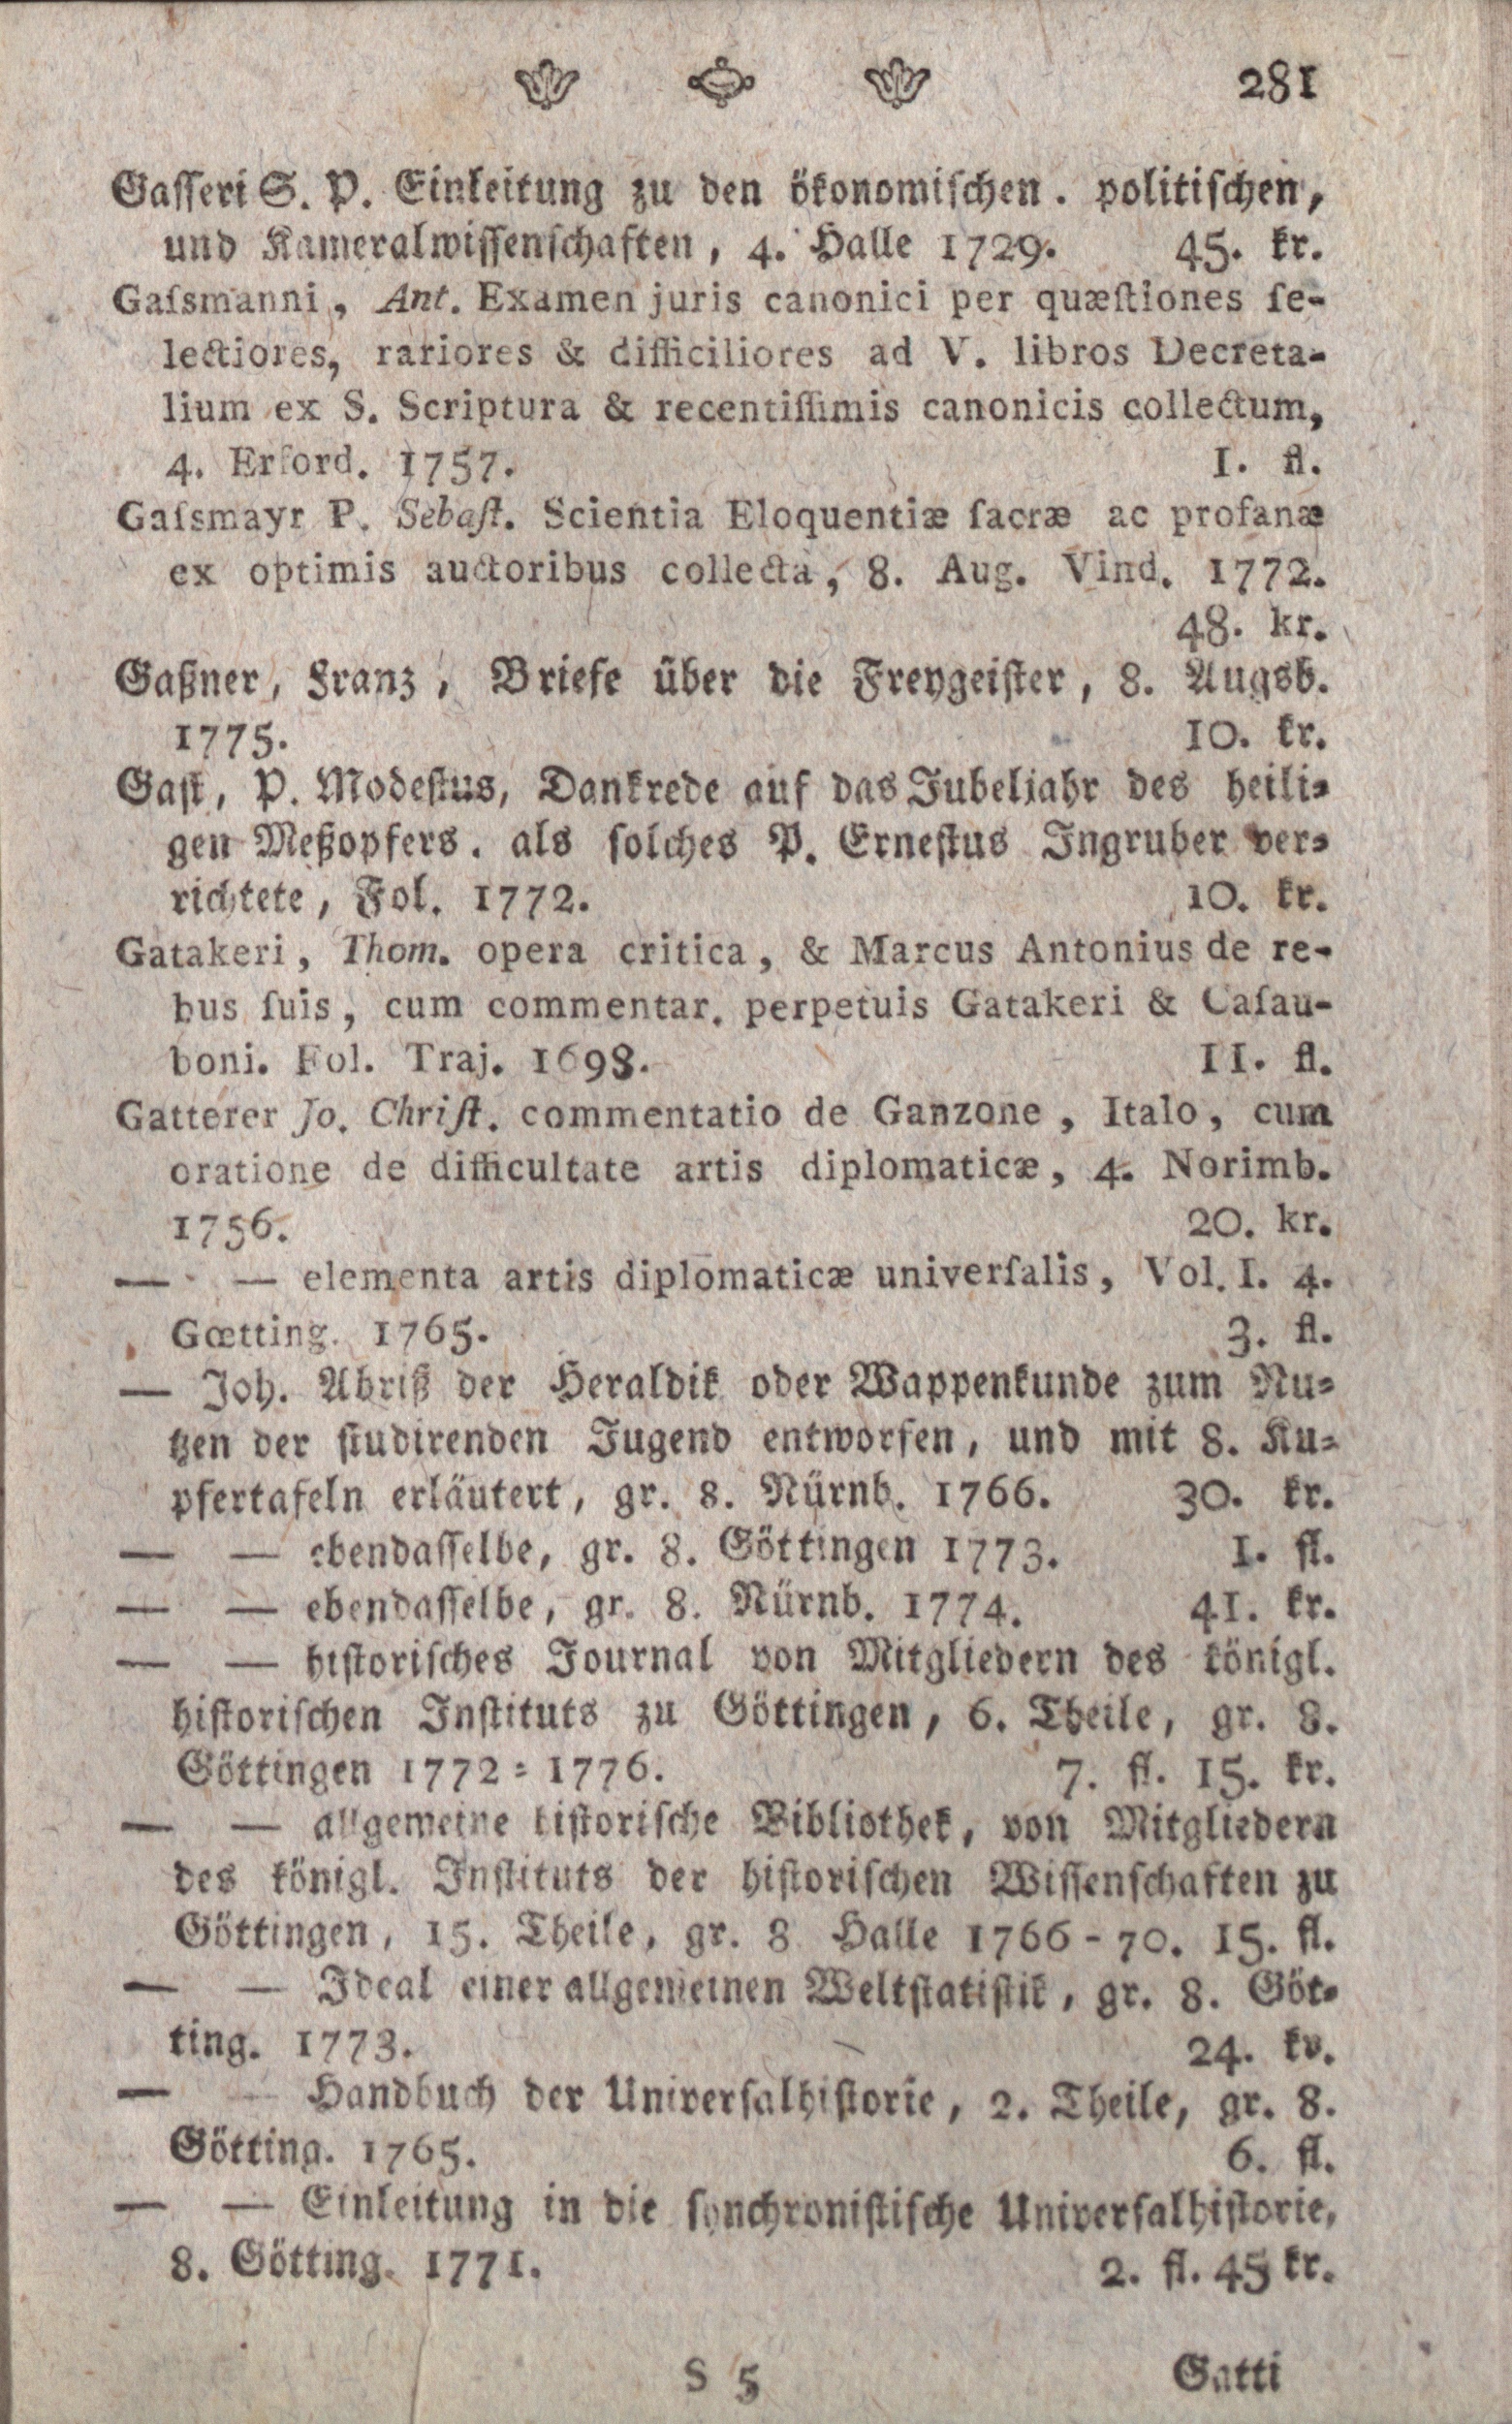 281
Gasseri S. P. Einleitung zu den ökonomischen. politischen,
und Kameralwissenschaften, 4. Halle 1729. 45. kr.
Gaſsmanni, Ant. Examen juris canonici per quæſtiones ſe-
lectiores, rariores & difficiliores ad V. libros Decreta-
lium ex S. Scriptura & recentiſſimis canonicis collectum,
4. Erford. 1757. 1. fl.
Gaſsmayr P. Sebaſt. Scientia Eloquentiæ ſacræ ac profanæ
ex optimis auctoribus collecta, 8. Aug. Vind. 1772.
48. kr.
Gaßner, Franz, Briefe über die Freygeister, 8. Augsb.
1775. 10. kr.
Gast, P. Modestus, Dankrede auf das Jubeljahr des heili-
gen Meßopfers. als solches P. Ernestus Ingruber ver-
richtete, Fol. 1772. 10. kr.
Gatakeri, Thom. opera critica, & Marcus Antonius de re-
bus ſuis, cum commentar. perpetuis Gatakeri & Caſau-
boni. Fol. Traj. 1698. 11. fl.
Gatterer Jo. Chriſt. commentatio de Ganzone, Italo, cum
oratione de difficultate artis diplomaticæ, 4. Norimb.
1756. 20. kr.
— — elementa artis diplomaticæ univerſalis, Vol. I. 4.
Gœtting. 1765. 3. fl.
— Joh. Abriß der Heraldik oder Wappenkunde zum Nu-
tzen der studirenden Jugend entworfen, und mit 8. Ku-
pfertafeln erläutert, gr. 8. Nürnb. 1766. 30. kr.
— — ebendasselbe, gr. 8. Göttingen 1773. 1. fl.
— — ebendasselbe, gr. 8. Nürnb. 1774. 41. kr.
— — historisches Journal von Mitgliedern des königl.
historischen Instituts zu Göttingen, 6. Theile, gr. 8.
Göttingen 1772-1776. 7. fl. 15. kr.
— — allgemeine historische Bibliothek, von Mitgliedern
des königl. Instituts der historischen Wissenschaften zu
Göttingen, 15. Theile, gr. 8 Halle 1766-70. 15. fl.
— — Ideal einer allgemeinen Weltstatistik, gr. 8. Göt-
ting. 1773. 24. kv.
— — Handbuch der Universalhistorie, 2. Theile, gr. 8.
Götting. 1765. 6. fl.
— — Einleitung in die synchronistische Universalhistorie,
8. Götting. 1771. 2. fl. 45 kr.
S 5 Gatti